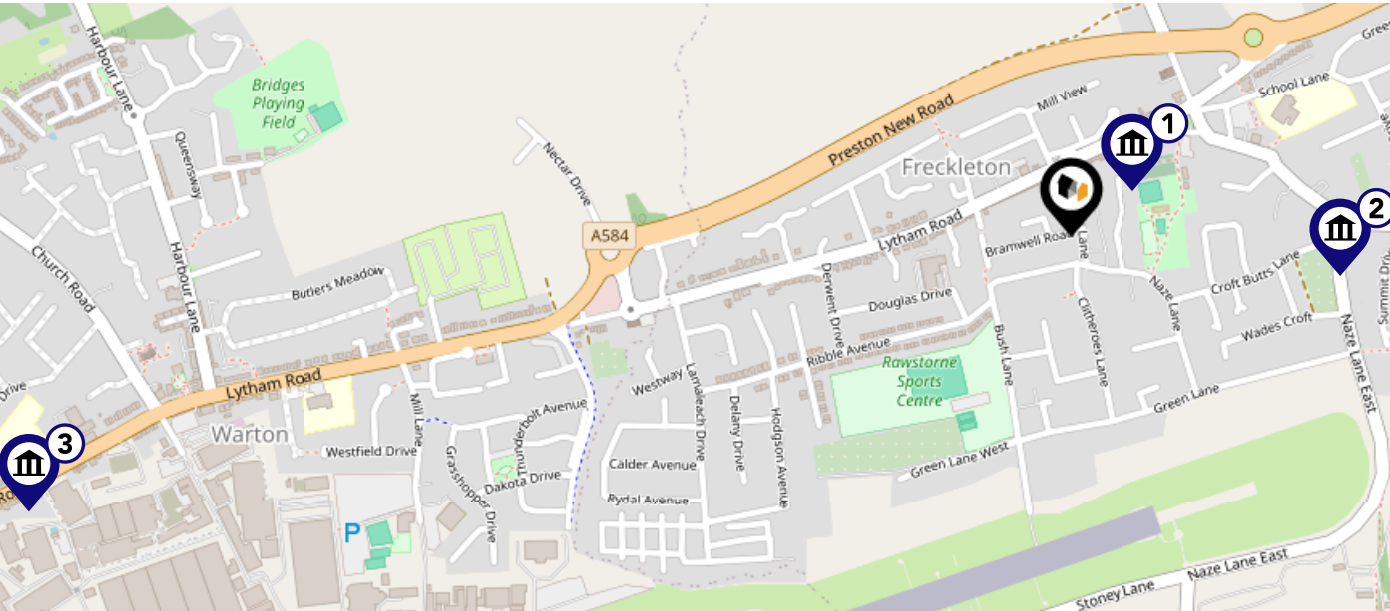 Harbour Lane
Bridges
Playing
Field
Queensway
Nectar Drive
Preston New Road
Mill View
School Lane
Gree
1
2
3
Freckleton
Lytham Road
Bramwell Road
Lane
A584
Church Road
Harbour Lane
Butlers Meadow
Derwent Drive
Douglas Drive
Naze Lane
Croft Butts Lane
Summit Driv
Wades Croft
Clitheroes Lane
Bush Lane
Ribble Avenue
Rawstorne
Sports
Centre
Naze Lane East
Lytham Road
Westway
Lamaleach Drive
Delany Drive
Hodgson Avenue
Green Lane
Drive
Warton
Mill Lane
Thunderbolt Avenue
Westfield Drive
Grasshopper Drive
Dakota Drive
Calder Avenue
Rydal Avenue
Green Lane West
Ro
P
Naze Lane East
Stoney Lane